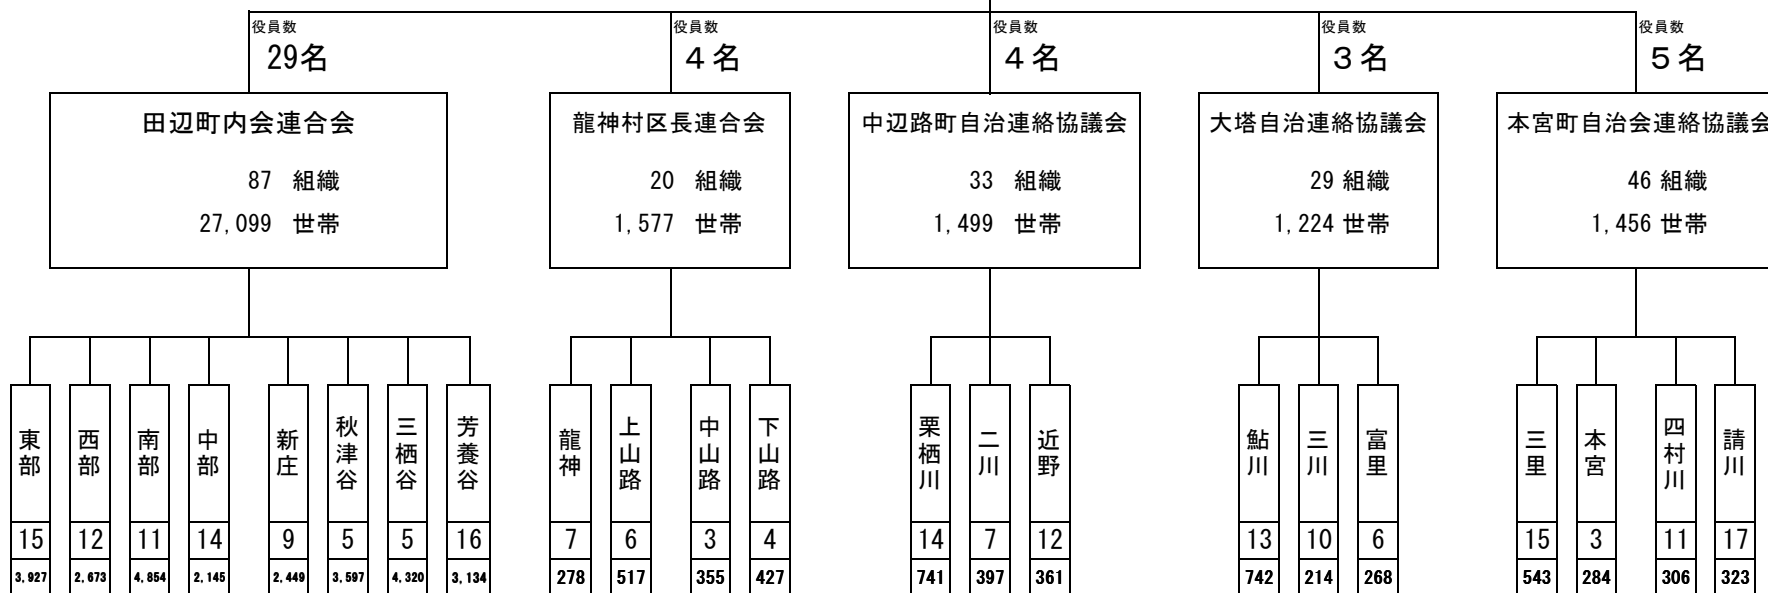 役員数 役員数 役員数 役員数 役員数
29名 ４名 ４名 ３名 ５名
田辺町内会連合会 龍神村区長連合会 中辺路町自治連絡協議会 大塔自治連絡協議会 本宮町自治会連絡協議会
87 組織 20 組織 33 組織 29 組織 46 組織
27,099 世帯 1,577 世帯 1,499 世帯 1,224 世帯 1,456 世帯
東部 西部 南部 中部 新庄 秋津谷 三栖谷 芳養谷 龍神 上山路 中山路 下山路 栗栖川 二川 近野 鮎川 三川 富里 三里 本宮 四村川 請川
15 12 11 14 9 5 5 16 7 6 3 4 14 7 12 13 10 6 15 3 11 17
3,927 2,673 4,854 2,145 2,449 3,597 4,320 3,134 278 517 355 427 741 397 361 742 214 268 543 284 306 323